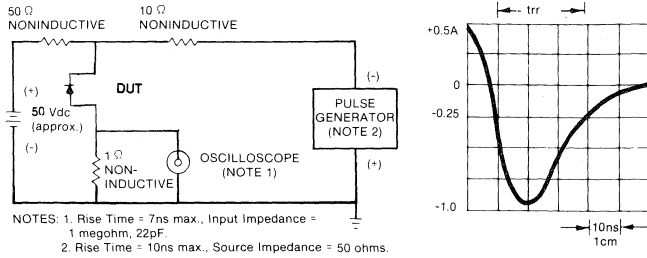 50 Ω
NONINDUCTIVE
10 Ω
NONINDUCTIVE
trr
+0.5A
0
-0.25
-1.0
(+)
50 Vdc
(approx.)
(-)
DUT
(-)
PULSE
GENERATOR
(NOTE 2)
(+)
1 Ω
NON-
INDUCTIVE
OSCILLOSCOPE
(NOTE 1)
10ns
1cm
NOTES: 1. Rise Time = 7ns max., Input Impedance =
1 megohm, 22pF.
2. Rise Time = 10ns max., Source Impedance = 50 ohms.